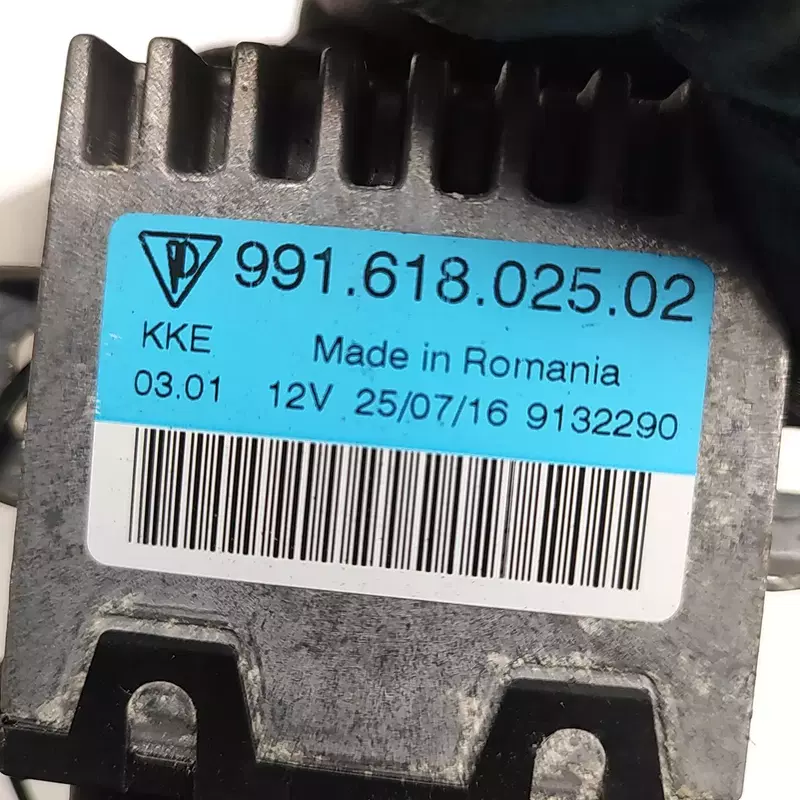 991.618.025.02
KKE Made in Romania
03.01 12V 25/07/16 9132290